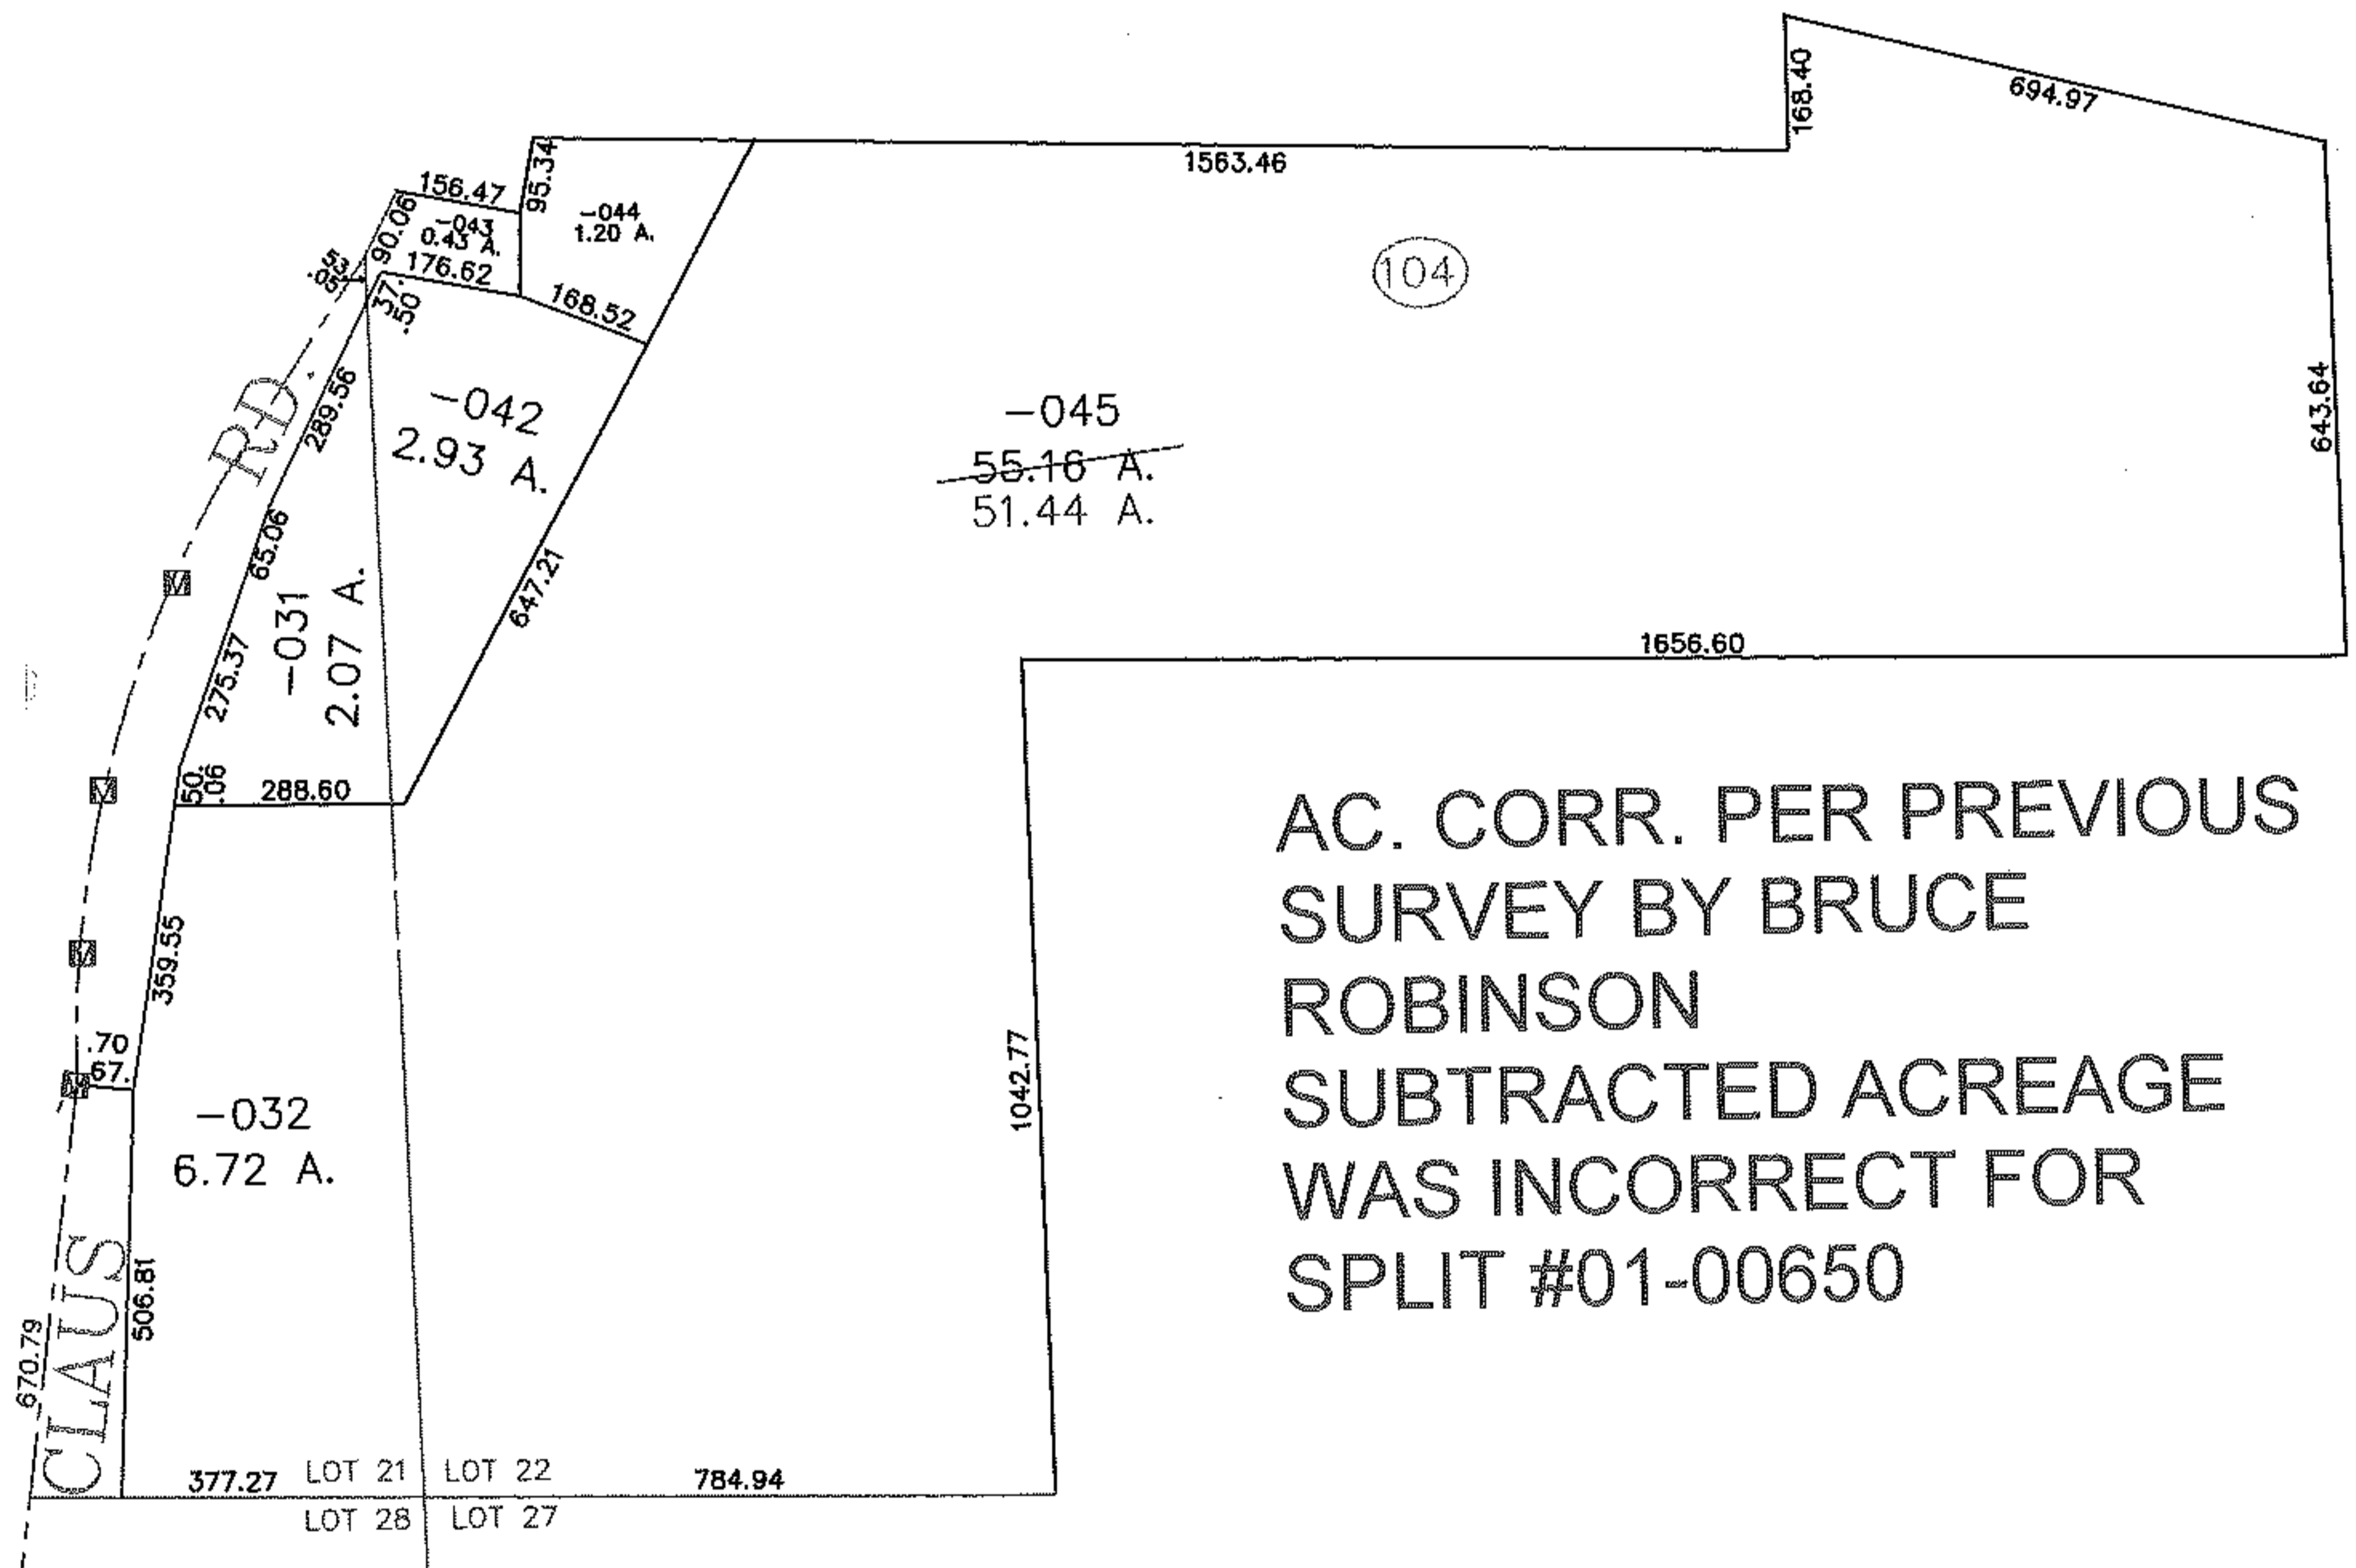 168.40
694.97
1563.46
95.34
156.47
-044
1.20 A.
90.06
-043
0.43 A.
53
.05
176.62
37.
.50
168.52
104
RD.
289.56
-042
2.93 A.
-045
55.16 A.
51.44 A.
643.64
65.06
-031
2.07 A.
647.21
1656.60
275.37
50.
.06
288.60
AC. CORR. PER PREVIOUS
SURVEY BY BRUCE
ROBINSON
SUBTRACTED ACREAGE
WAS INCORRECT FOR
SPLIT #01-00650
359.55
.70
67.
1042.77
-032
6.72 A.
CLAUS
506.81
670.79
377.27
LOT 21
LOT 22
784.94
LOT 28
LOT 27